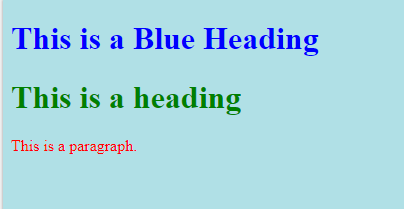 This is a Blue Heading
This is a heading
This is a paragraph.